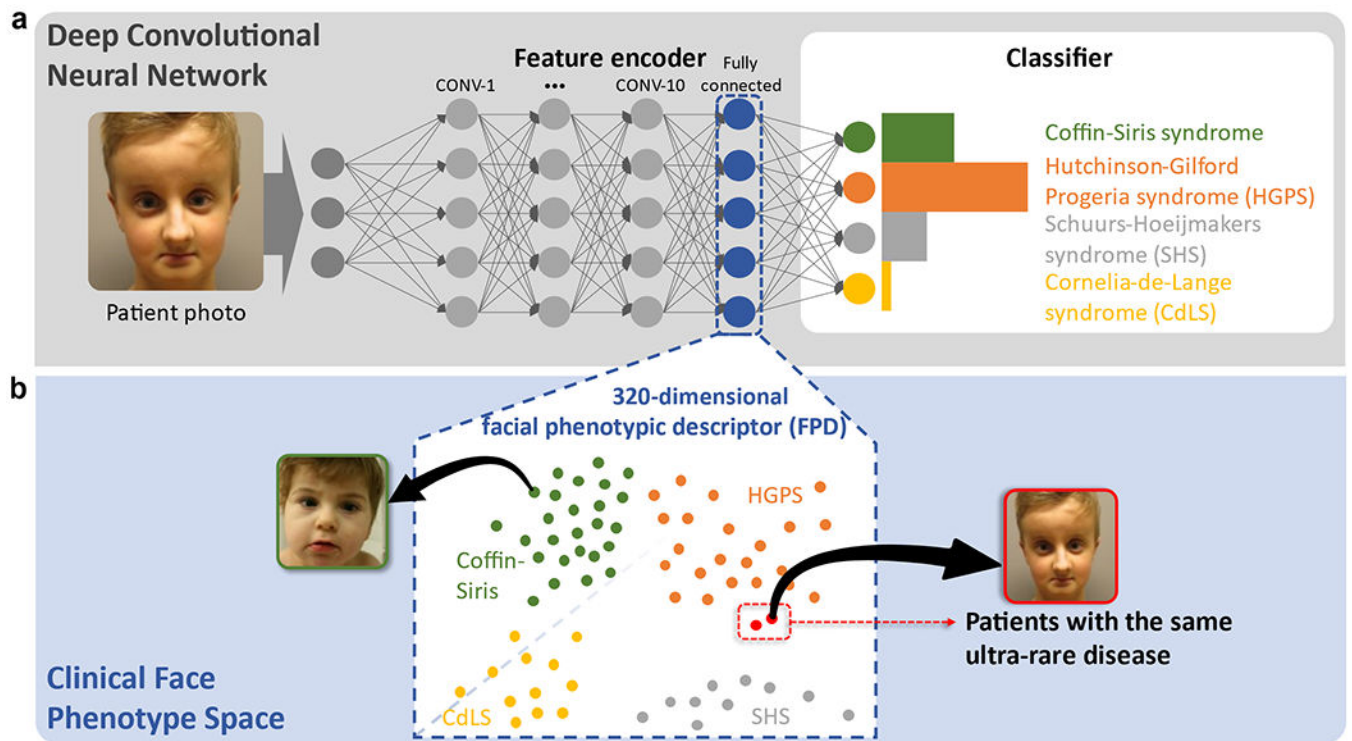 a
Deep Convolutional
Neural Network
Feature encoder
CONV-1
•••
CONV-10
Fully
connected
Classifier
Patient photo
Coffin-Siris syndrome
Hutchinson-Gilford
Progeria syndrome (HGPS)
Schuurs-Hoeijmakers
syndrome (SHS)
Cornelia-de-Lange
syndrome (CdLS)
b
320-dimensional
facial phenotypic descriptor (FPD)
HGPS
Coffin-
Siris
Patients with the same
ultra-rare disease
Clinical Face
Phenotype Space
CdLS
SHS